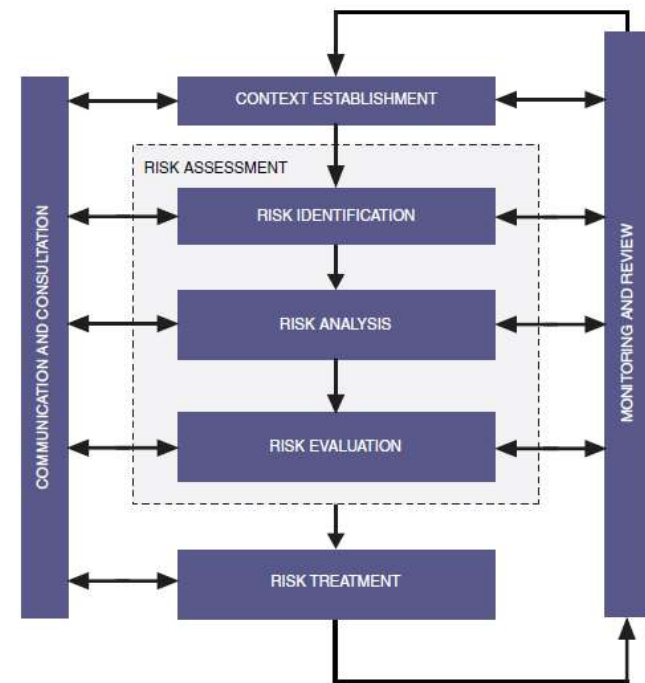 CONTEXT ESTABLISHMENT
RISK ASSESSMENT
RISK IDENTIFICATION
RISK ANALYSIS
RISK EVALUATION
RISK TREATMENT
COMMUNICATION AND CONSULTATION
MONITORING AND REVIEW